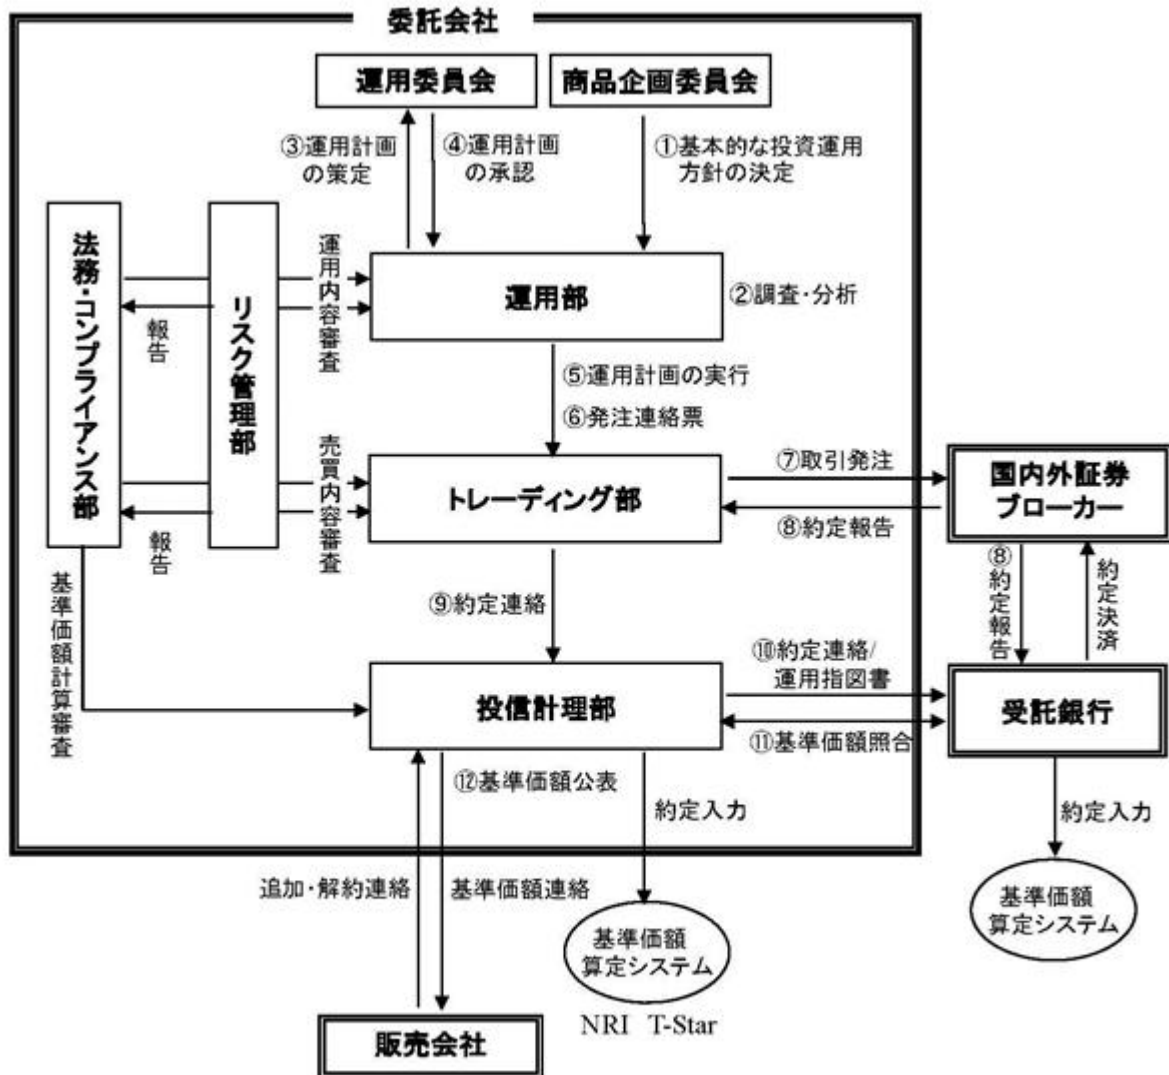 委託会社
運用委員会
商品企画委員会
③運用計画
の策定
④運用計画
の承認
①基本的な投資運用
方針の決定
法務・コンプライアンス部
リスク管理部
運用内容審査
報告
運用部
②調査・分析
⑤運用計画の実行
⑥発注連絡票
売買内容審査
報告
トレーディング部
⑦取引発注
⑧約定報告
国内外証券
ブローカー
⑧約定報告
約定決済
基準価額計算審査
⑨約定連絡
投信計理部
⑩約定連絡/
運用指図書
⑪基準価額照合
受託銀行
⑫基準価額公表
約定入力
約定入力
追加・解約連絡
基準価額連絡
基準価額
算定システム
NRI T-Star
基準価額
算定システム
販売会社